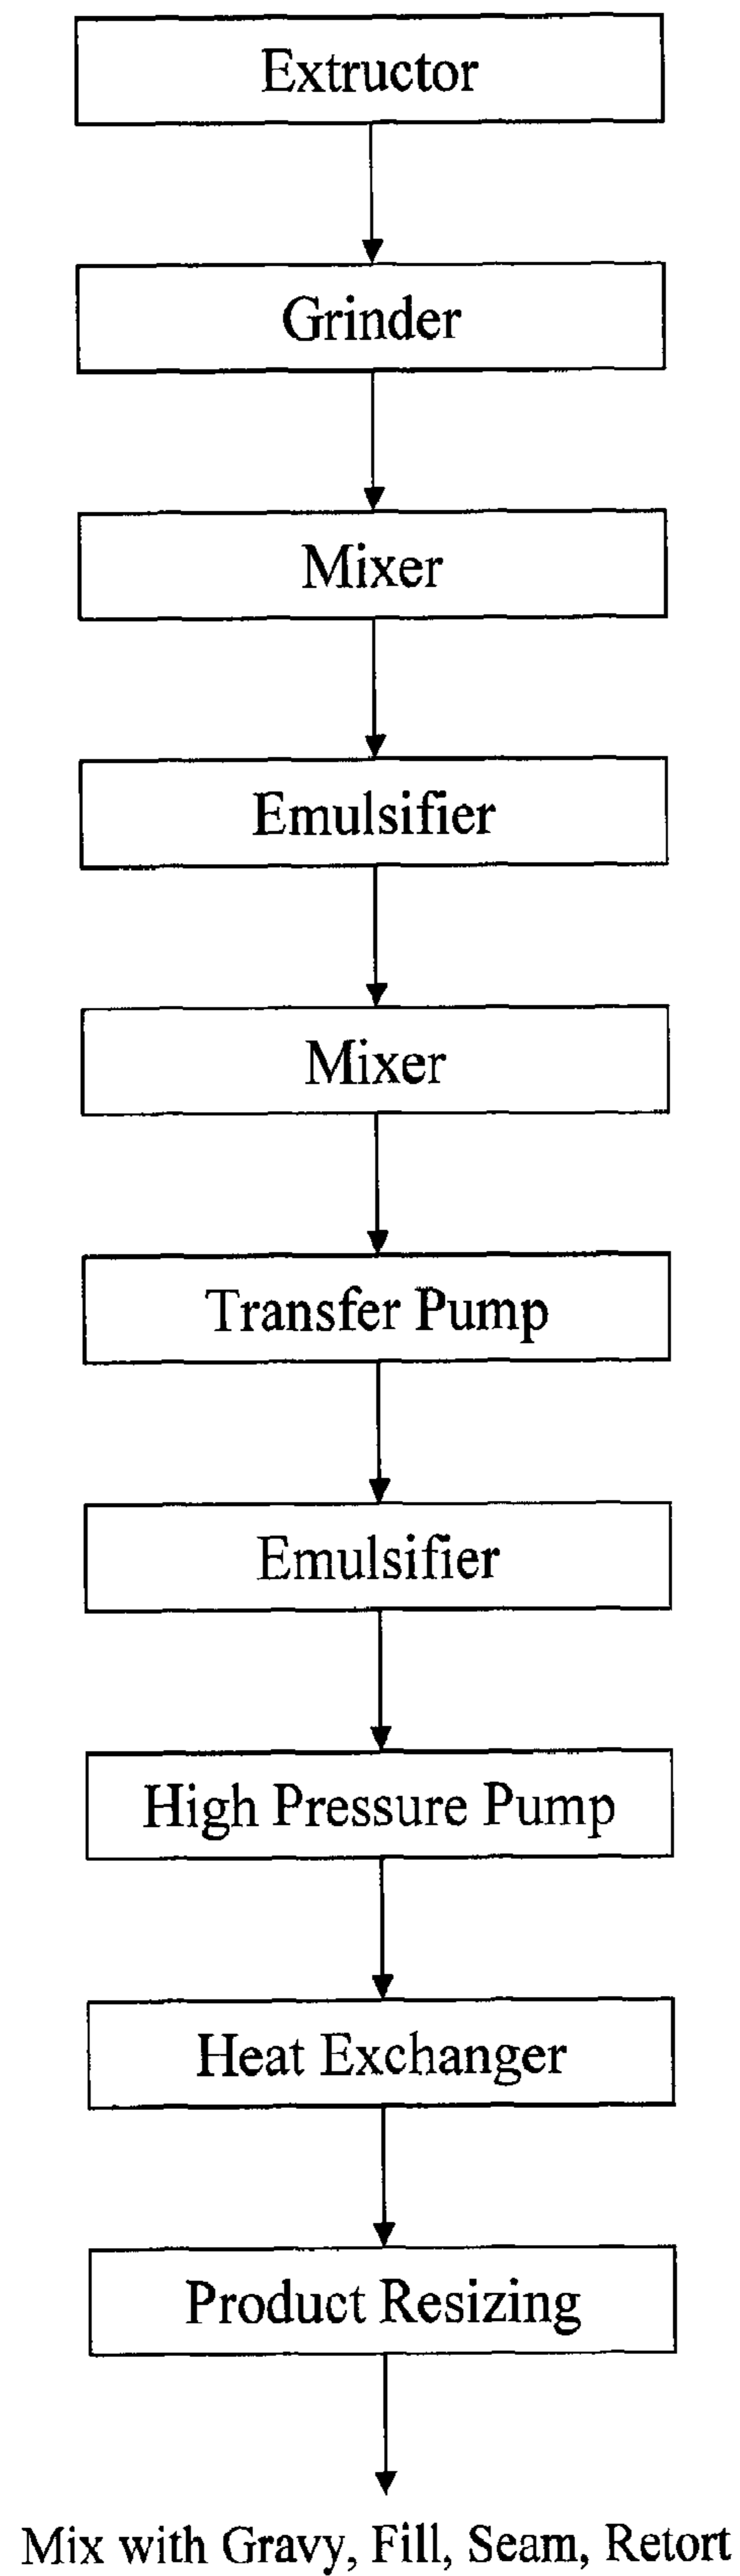 Extructor
Grinder
Mixer
Emulsifier
Mixer
Transfer Pump
Emulsifier
High Pressure Pump
Heat Exchanger
Product Resizing
Mix with Gravy, Fill, Seam, Retort